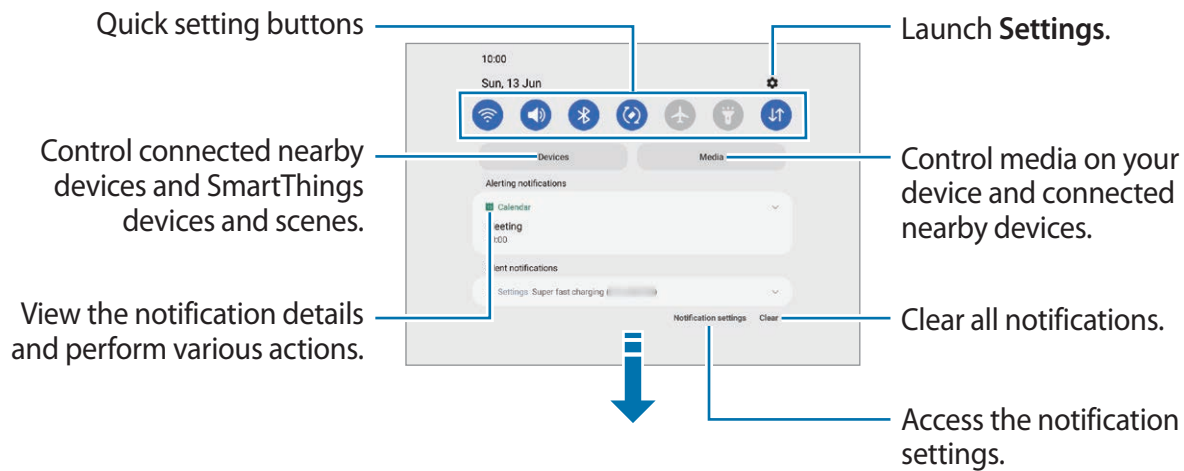 Quick setting buttons
Launch Settings.
10:00
Sun, 13 Jun
Control connected nearby
devices and SmartThings
devices and scenes.
Devices
Media
Control media on your
device and connected
nearby devices.
Alerting notifications
Calendar
eeting
:00
lent notifications
Settings Super fast charging (
View the notification details
and perform various actions.
Notification settings Clear
Clear all notifications.
Access the notification
settings.